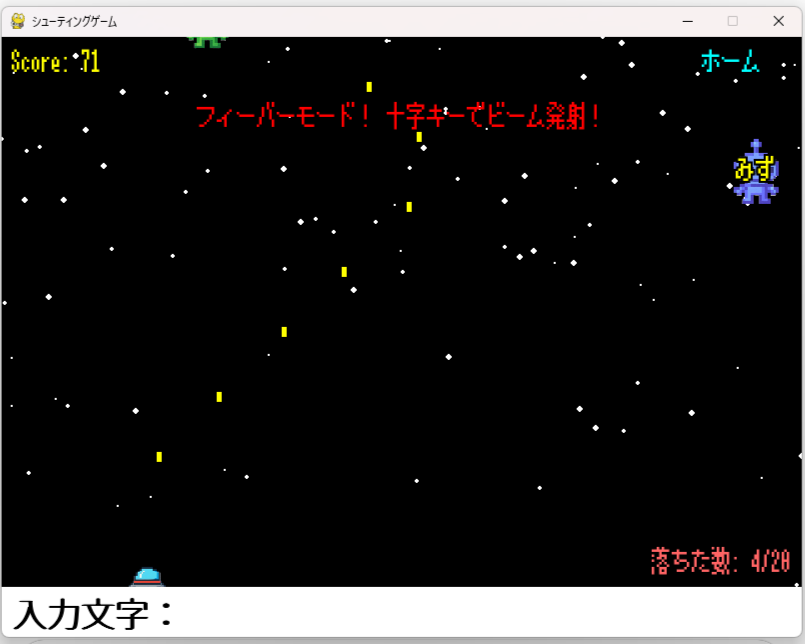 シューティングゲーム
Score: 71
ホーム
フィーバーモード! 十字キーでビーム発射!
みず
落ちた数: 4/20
入力文字：